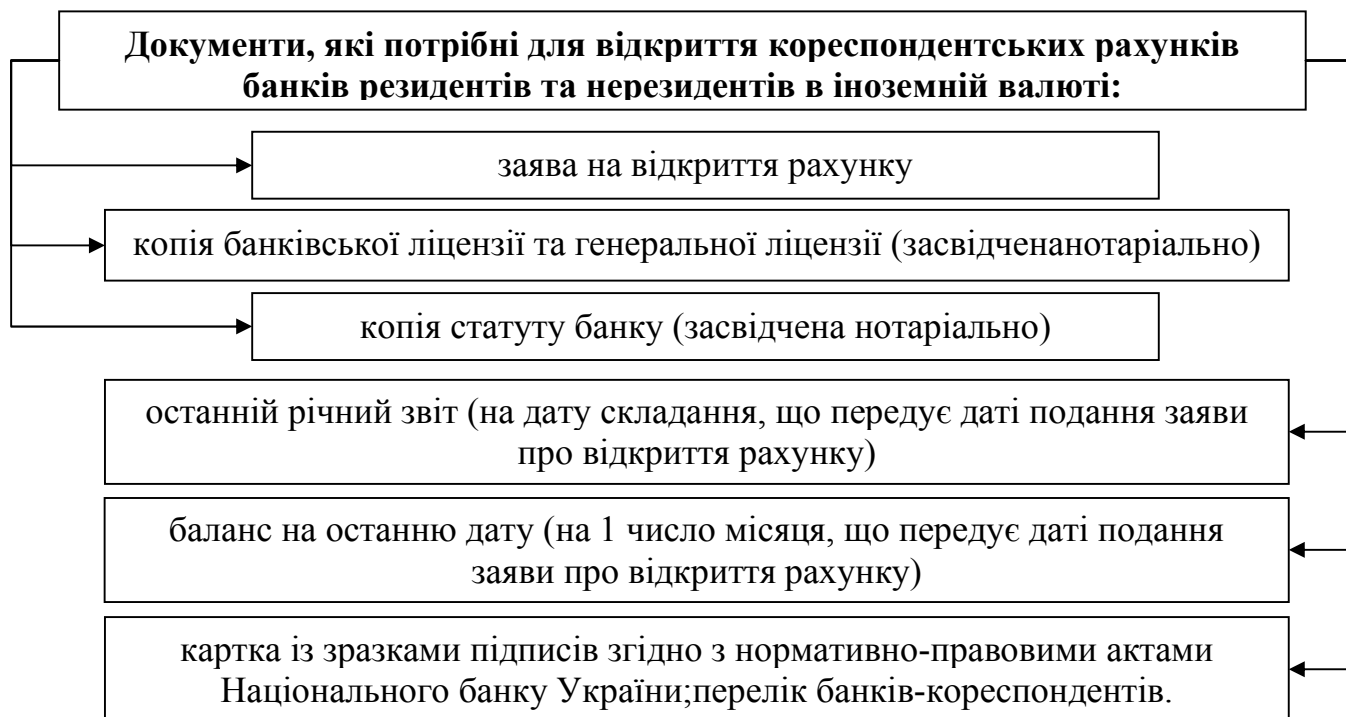 Документи, які потрібні для відкриття кореспондентських рахунків
банків резидентів та нерезидентів в іноземній валюті:
заява на відкриття рахунку
копія банківської ліцензії та генеральної ліцензії (засвідченанотаріально)
копія статуту банку (засвідчена нотаріально)
останній річний звіт (на дату складання, що передує даті подання заяви
про відкриття рахунку)
баланс на останню дату (на 1 число місяця, що передує даті подання
заяви про відкриття рахунку)
картка із зразками підписів згідно з нормативно-правовими актами
Національного банку України;перелік банків-кореспондентів.